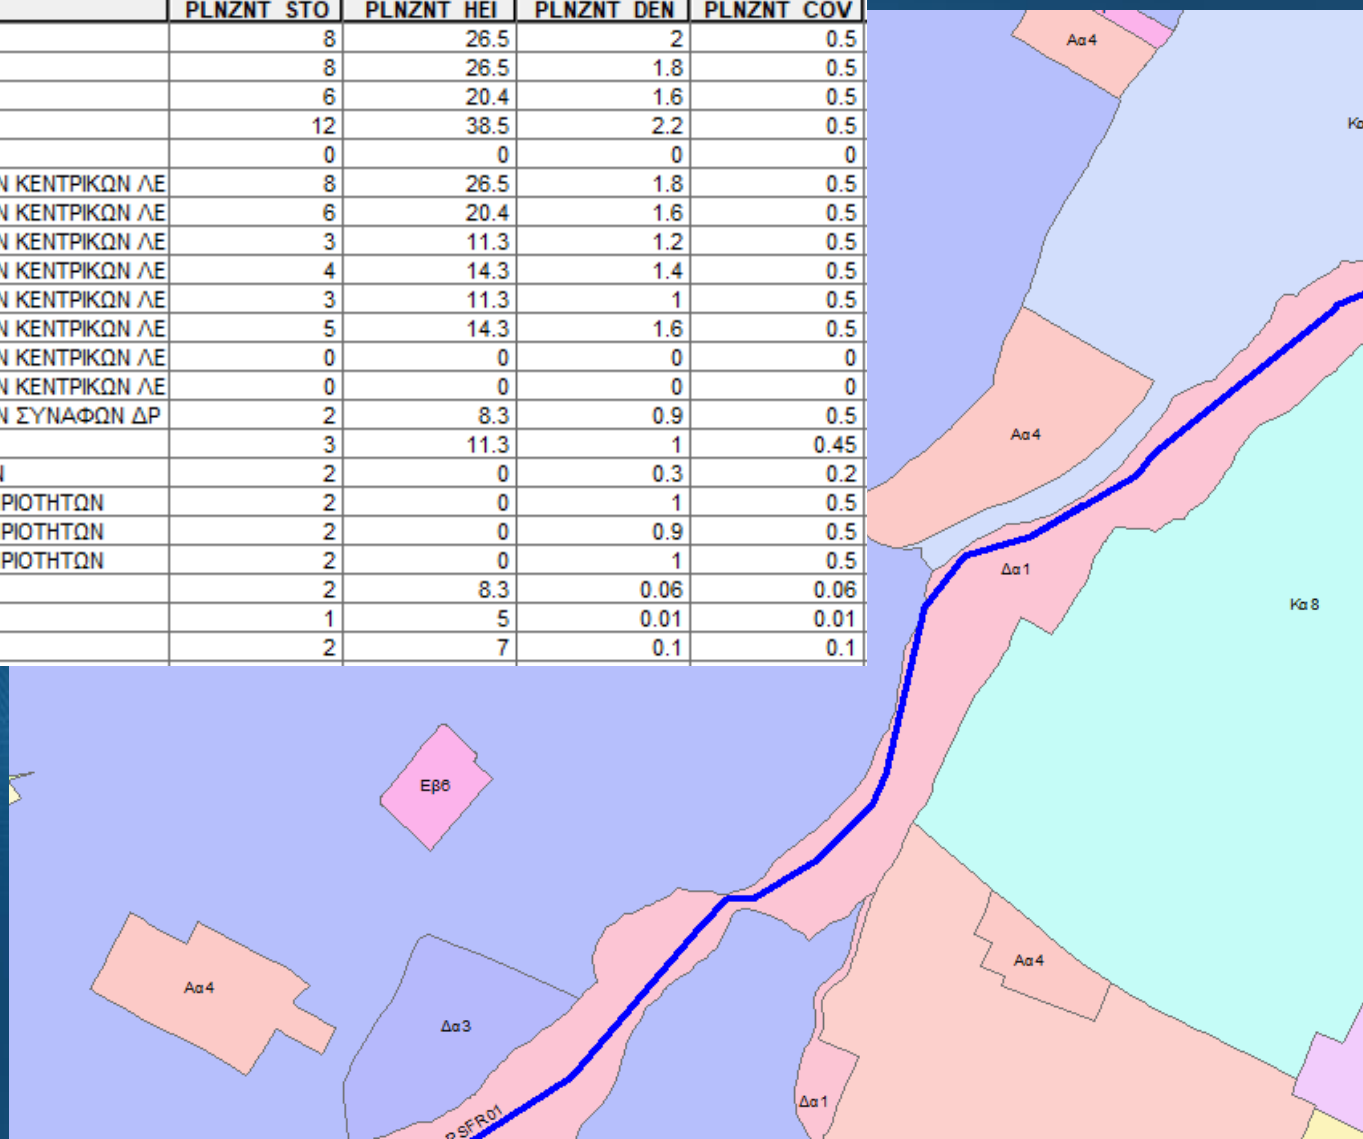 PLNZNT_STO PLNZNT_HEI PLNZNT_DEN PLNZNT_COV
8 26.5 2 0.5
8 26.5 1.8 0.5
6 20.4 1.6 0.5
12 38.5 2.2 0.5
0 0 0 0
Ν ΚΕΝΤΡΙΚΩΝ ΛΕ 8 26.5 1.8 0.5
Ν ΚΕΝΤΡΙΚΩΝ ΛΕ 6 20.4 1.6 0.5
Ν ΚΕΝΤΡΙΚΩΝ ΛΕ 3 11.3 1.2 0.5
Ν ΚΕΝΤΡΙΚΩΝ ΛΕ 4 14.3 1.4 0.5
Ν ΚΕΝΤΡΙΚΩΝ ΛΕ 3 11.3 1 0.5
Ν ΚΕΝΤΡΙΚΩΝ ΛΕ 5 14.3 1.6 0.5
Ν ΚΕΝΤΡΙΚΩΝ ΛΕ 0 0 0 0
Ν ΚΕΝΤΡΙΚΩΝ ΛΕ 0 0 0 0
Ν ΣΥΝΑΦΩΝ ΔΡ 2 8.3 0.9 0.5
3 11.3 1 0.45
Ν 2 0 0.3 0.2
ΡΙΟΤΗΤΩΝ 2 0 1 0.5
ΡΙΟΤΗΤΩΝ 2 0 0.9 0.5
ΡΙΟΤΗΤΩΝ 2 0 1 0.5
2 8.3 0.06 0.06
1 5 0.01 0.01
2 7 0.1 0.1
Αα4
Κα
Αα4
Δα1
Κα8
Εβ6
Αα4
Αα4
Δα3
Δα1
RSFR01